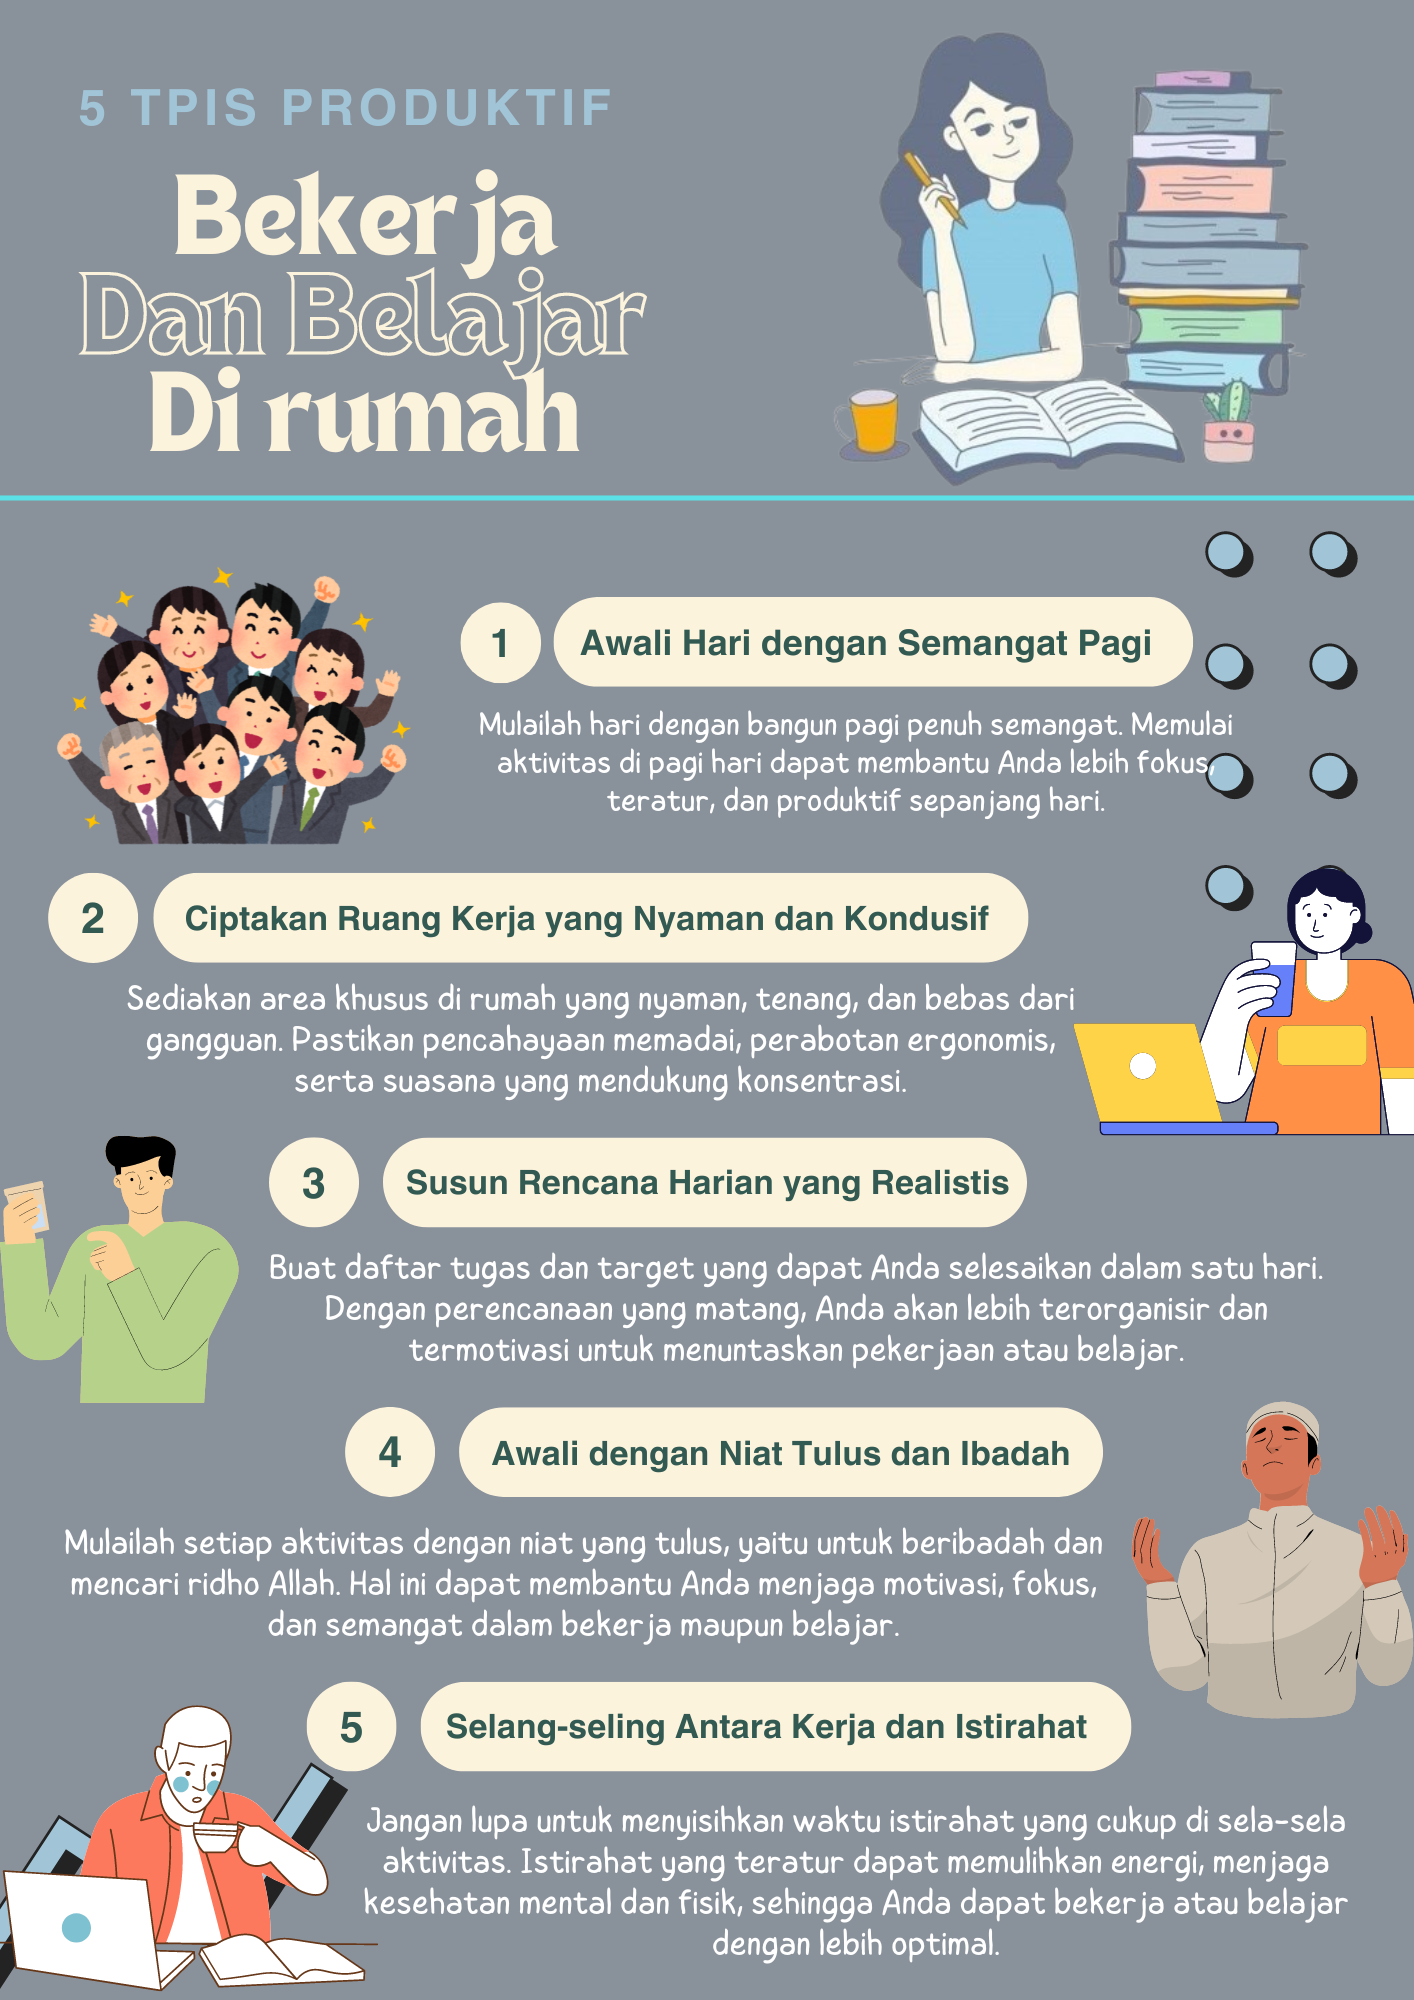 5 TPIS PRODUKTIF
Bekerja
Dan Belajar
Di rumah
1
Awali Hari dengan Semangat Pagi
Mulailah hari dengan bangun pagi penuh semangat. Memulai
aktivitas di pagi hari dapat membantu Anda lebih fokus,
teratur, dan produktif sepanjang hari.
2
Ciptakan Ruang Kerja yang Nyaman dan Kondusif
Sediakan area khusus di rumah yang nyaman, tenang, dan bebas dari
gangguan. Pastikan pencahayaan memadai, perabotan ergonomis,
serta suasana yang mendukung konsentrasi.
3
Susun Rencana Harian yang Realistis
Buat daftar tugas dan target yang dapat Anda selesaikan dalam satu hari.
Dengan perencanaan yang matang, Anda akan lebih terorganisir dan
termotivasi untuk menuntaskan pekerjaan atau belajar.
4
Awali dengan Niat Tulus dan Ibadah
Mulailah setiap aktivitas dengan niat yang tulus, yaitu untuk beribadah dan
mencari ridho Allah. Hal ini dapat membantu Anda menjaga motivasi, fokus,
dan semangat dalam bekerja maupun belajar.
5
Selang-seling Antara Kerja dan Istirahat
Jangan lupa untuk menyisihkan waktu istirahat yang cukup di sela-sela
aktivitas. Istirahat yang teratur dapat memulihkan energi, menjaga
kesehatan mental dan fisik, sehingga Anda dapat bekerja atau belajar
dengan lebih optimal.